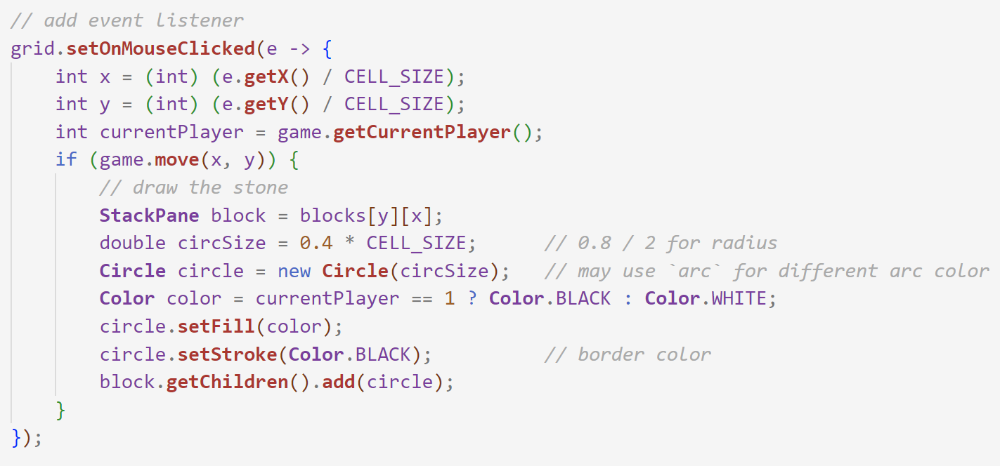 // add event listener
grid.setOnMouseClicked(e -> {
    int x = (int) (e.getX() / CELL_SIZE);
    int y = (int) (e.getY() / CELL_SIZE);
    int currentPlayer = game.getCurrentPlayer();
    if (game.move(x, y)) {
        // draw the stone
        StackPane block = blocks[y][x];
        double circSize = 0.4 * CELL_SIZE;      // 0.8 / 2 for radius
        Circle circle = new Circle(circSize);   // may use `arc` for different arc color
        Color color = currentPlayer == 1 ? Color.BLACK : Color.WHITE;
        circle.setFill(color);
        circle.setStroke(Color.BLACK);          // border color
        block.getChildren().add(circle);
    }
});